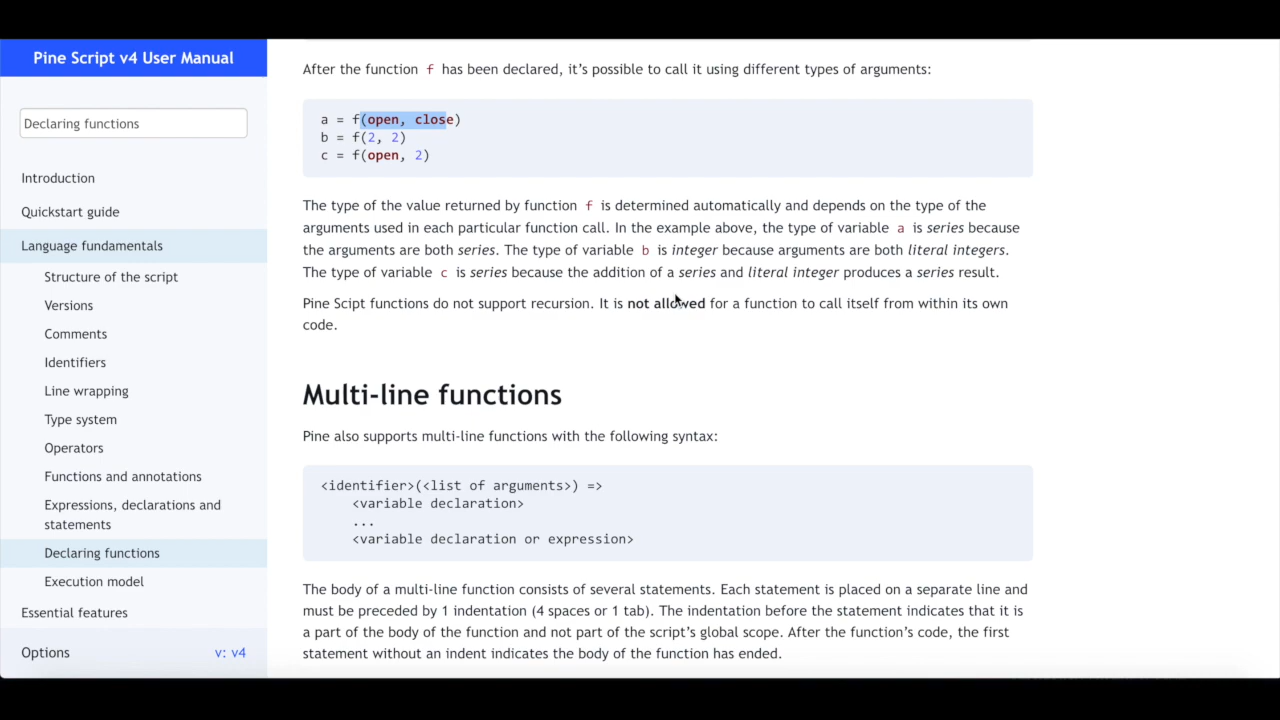 Pine Script v4 User Manual
Declaring functions
Introduction
Quickstart guide
Language fundamentals
Structure of the script
Versions
Comments
Identifiers
Line wrapping
Type system
Operators
Functions and annotations
Expressions, declarations and
statements
Declaring functions
Execution model
Essential features
Options v: v4
After the function f has been declared, it’s possible to call it using different types of arguments:
a = f(open, close)
b = f(2, 2)
c = f(open, 2)
The type of the value returned by function f is determined automatically and depends on the type of the
arguments used in each particular function call. In the example above, the type of variable a is series because
the arguments are both series. The type of variable b is integer because arguments are both literal integers.
The type of variable c is series because the addition of a series and literal integer produces a series result.
Pine Scipt functions do not support recursion. It is not allowed for a function to call itself from within its own
code.
Multi-line functions
Pine also supports multi-line functions with the following syntax:
<identifier>(<list of arguments>) =>
    <variable declaration>
    ...
    <variable declaration or expression>
The body of a multi-line function consists of several statements. Each statement is placed on a separate line and
must be preceded by 1 indentation (4 spaces or 1 tab). The indentation before the statement indicates that it is
a part of the body of the function and not part of the script’s global scope. After the function’s code, the first
statement without an indent indicates the body of the function has ended.